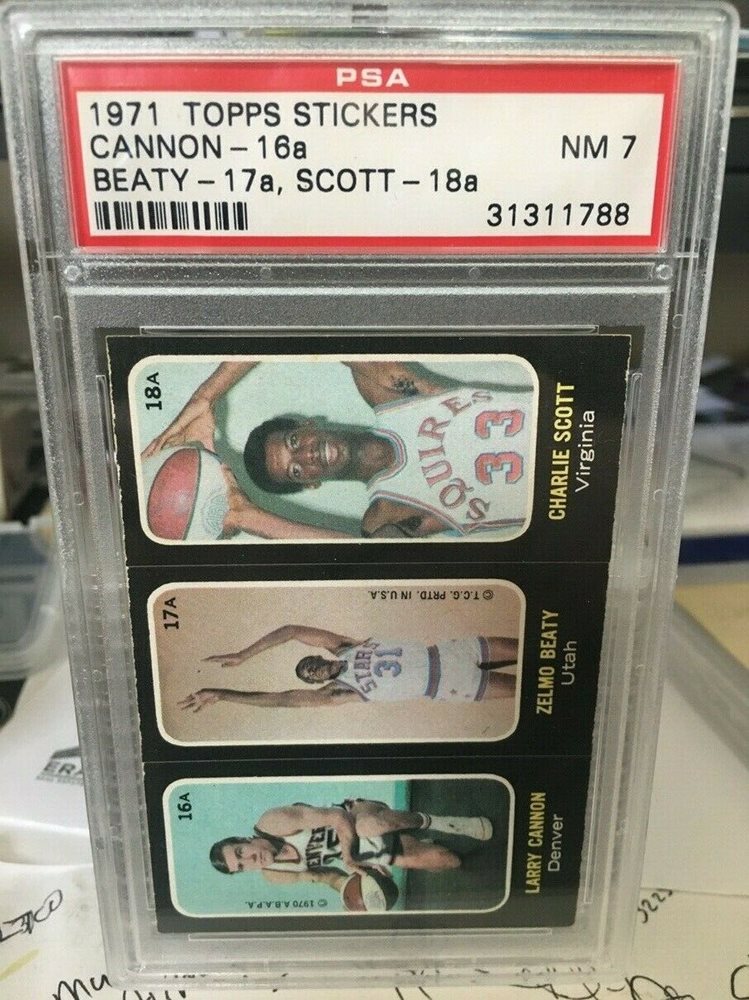 PSA
1971 TOPPS STICKERS
CANNON - 16a NM 7
BEATY - 17a, SCOTT - 18a
31311788
18A
SQUIRES
33
CHARLIE SCOTT
Virginia
17A
© T.C.G. PRTD. IN U.S.A.
STARS
31
ZELMO BEATY
Utah
16A
© 1970 A.B.A.P.A.
DENVER
LARRY CANNON
Denver